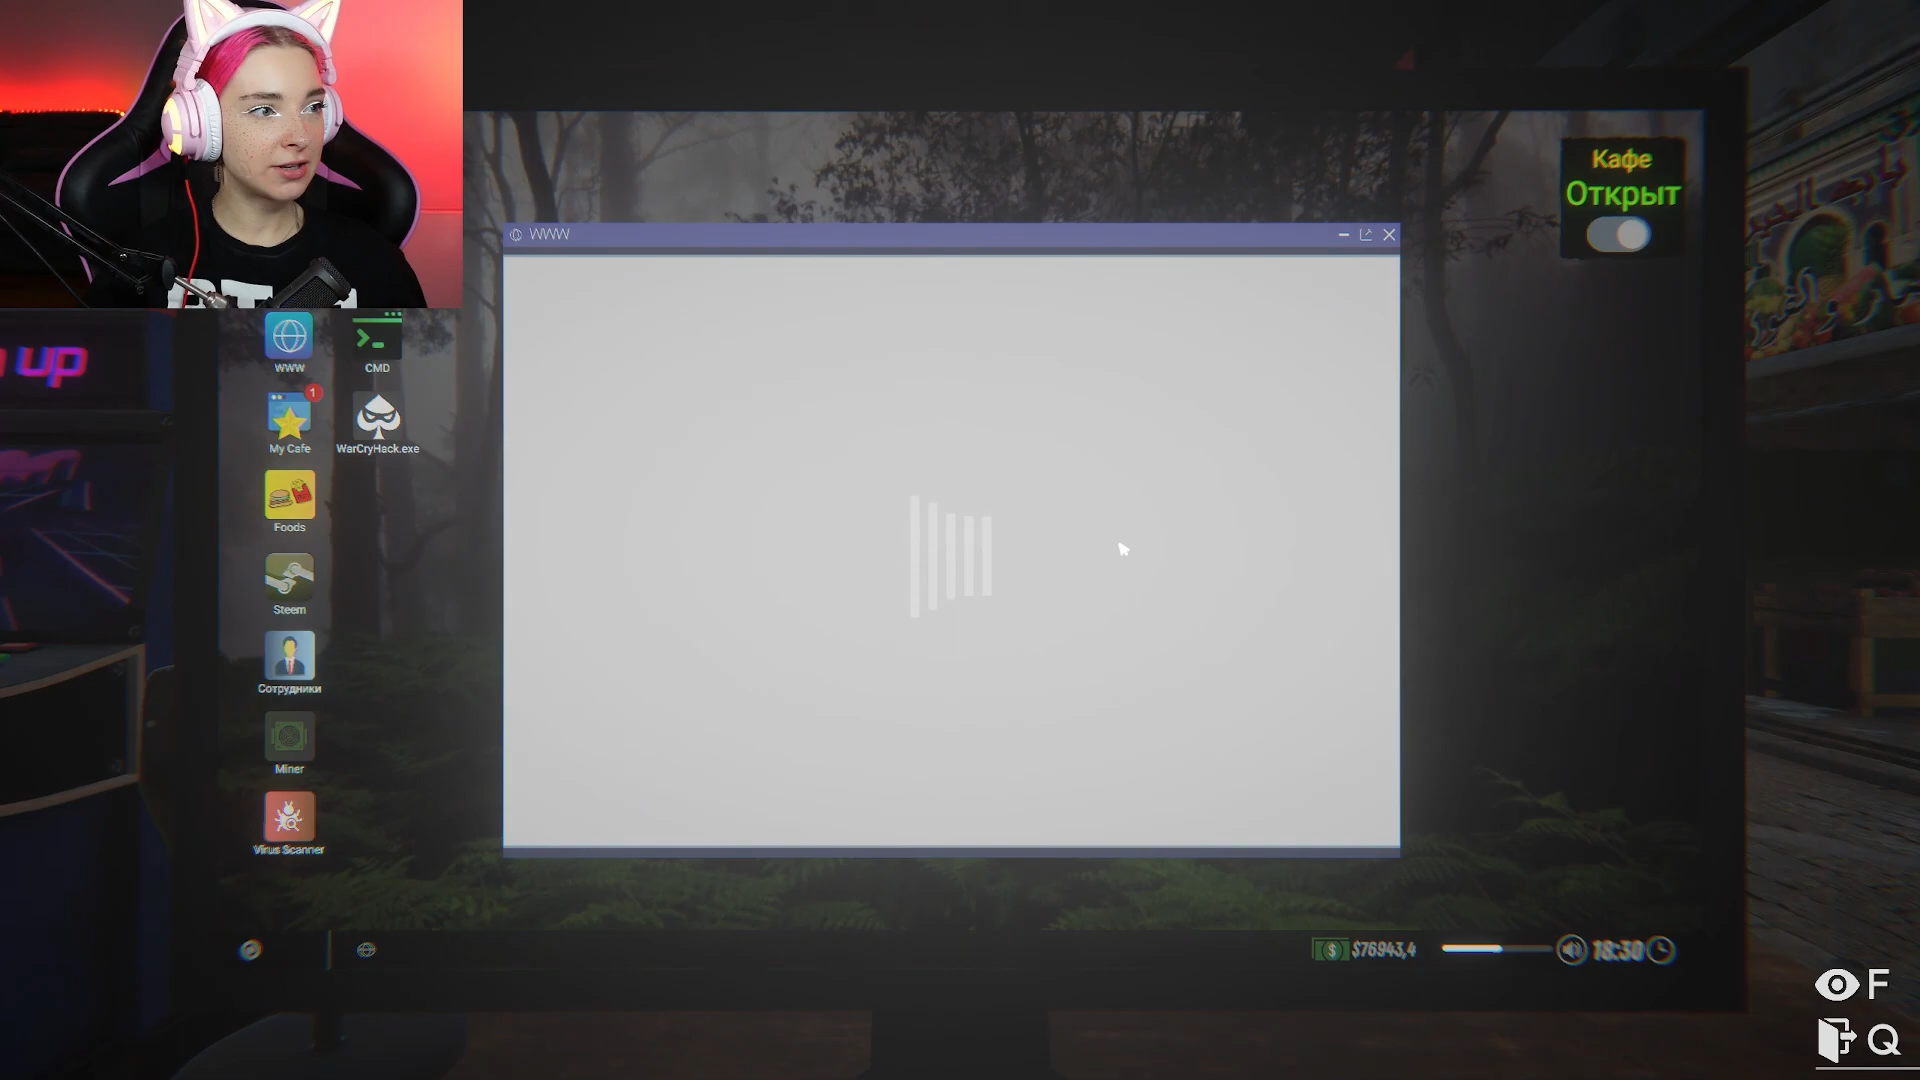 Кафе
Открыт
WWW
up
WWW
CMD
1
My Cafe
WarCryHack.exe
Foods
Steem
Сотрудники
Miner
Virus Scanner
$76943,4
18:30
F
Q